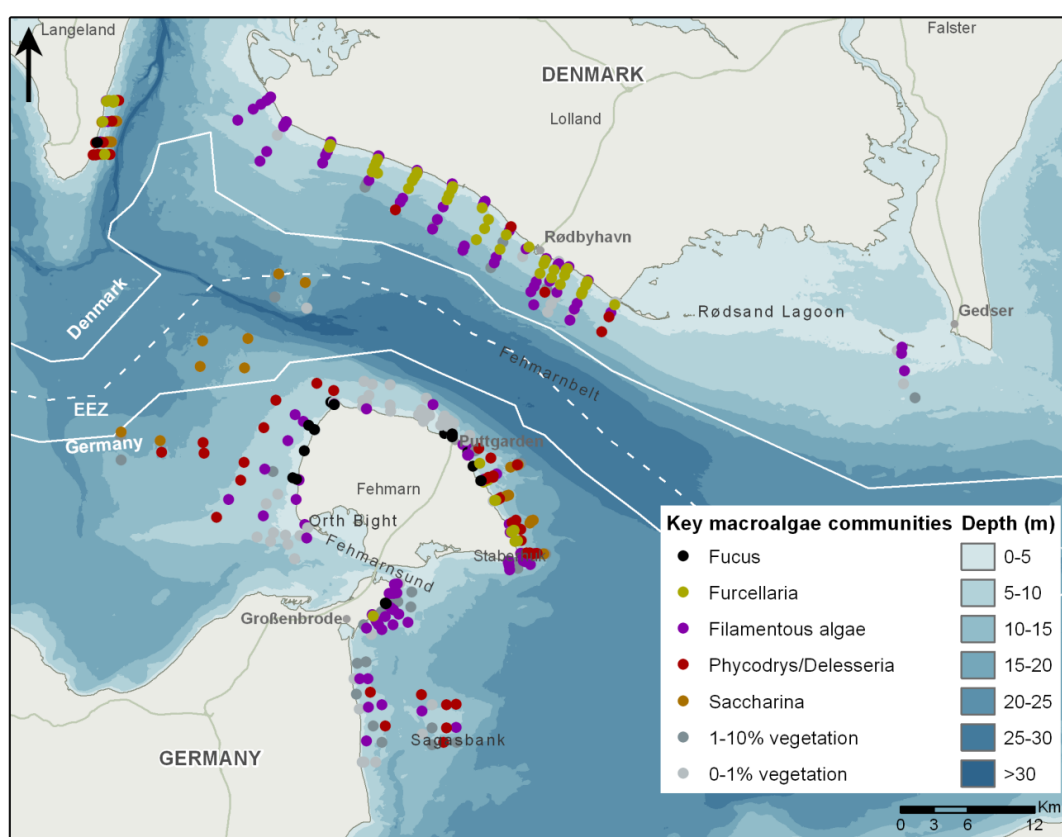 Langeland
Falster
DENMARK
Lolland
Rødbyhavn
Denmark
Rødsand Lagoon
Gedser
Fehmarnbelt
EEZ
Germany
Puttgarden
Fehmarn
Orth Bight
Fehmarnsund
Staberhuk
Großenbrode
Sagasbank
GERMANY
Key macroalgae communities
Fucus
Furcellaria
Filamentous algae
Phycodrys/Delesseria
Saccharina
1-10% vegetation
0-1% vegetation
Depth (m)
0-5
5-10
10-15
15-20
20-25
25-30
>30
Km
0 3 6 12